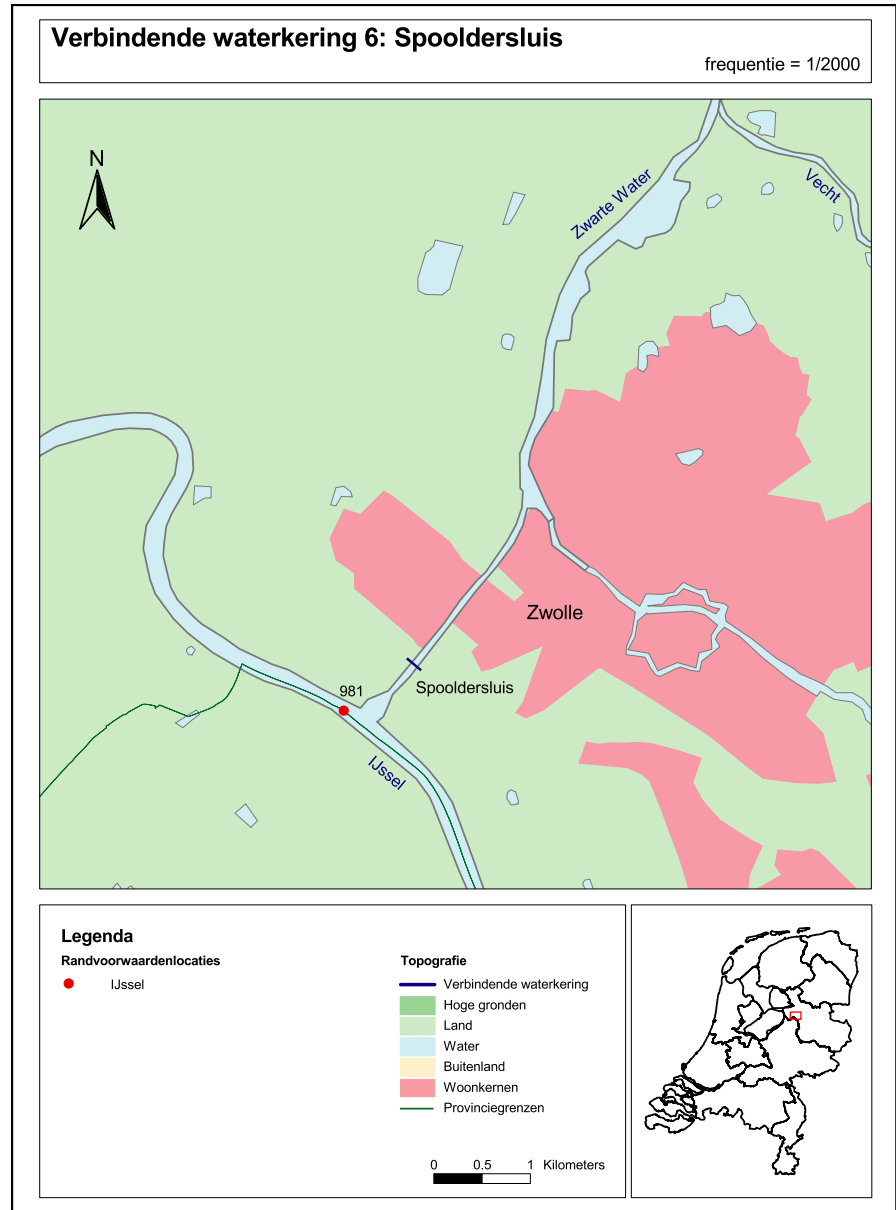 Verbindende waterkering 6: Spooldersluis
frequentie = 1/2000
N
Zwarte Water
Vecht
Zwolle
981
Spooldersluis
IJssel
Legenda
Randvoorwaardenlocaties
IJssel
Topografie
Verbindende waterkering
Hoge gronden
Land
Water
Buitenland
Woonkernen
Provinciegrenzen
0 0.5 1 Kilometers